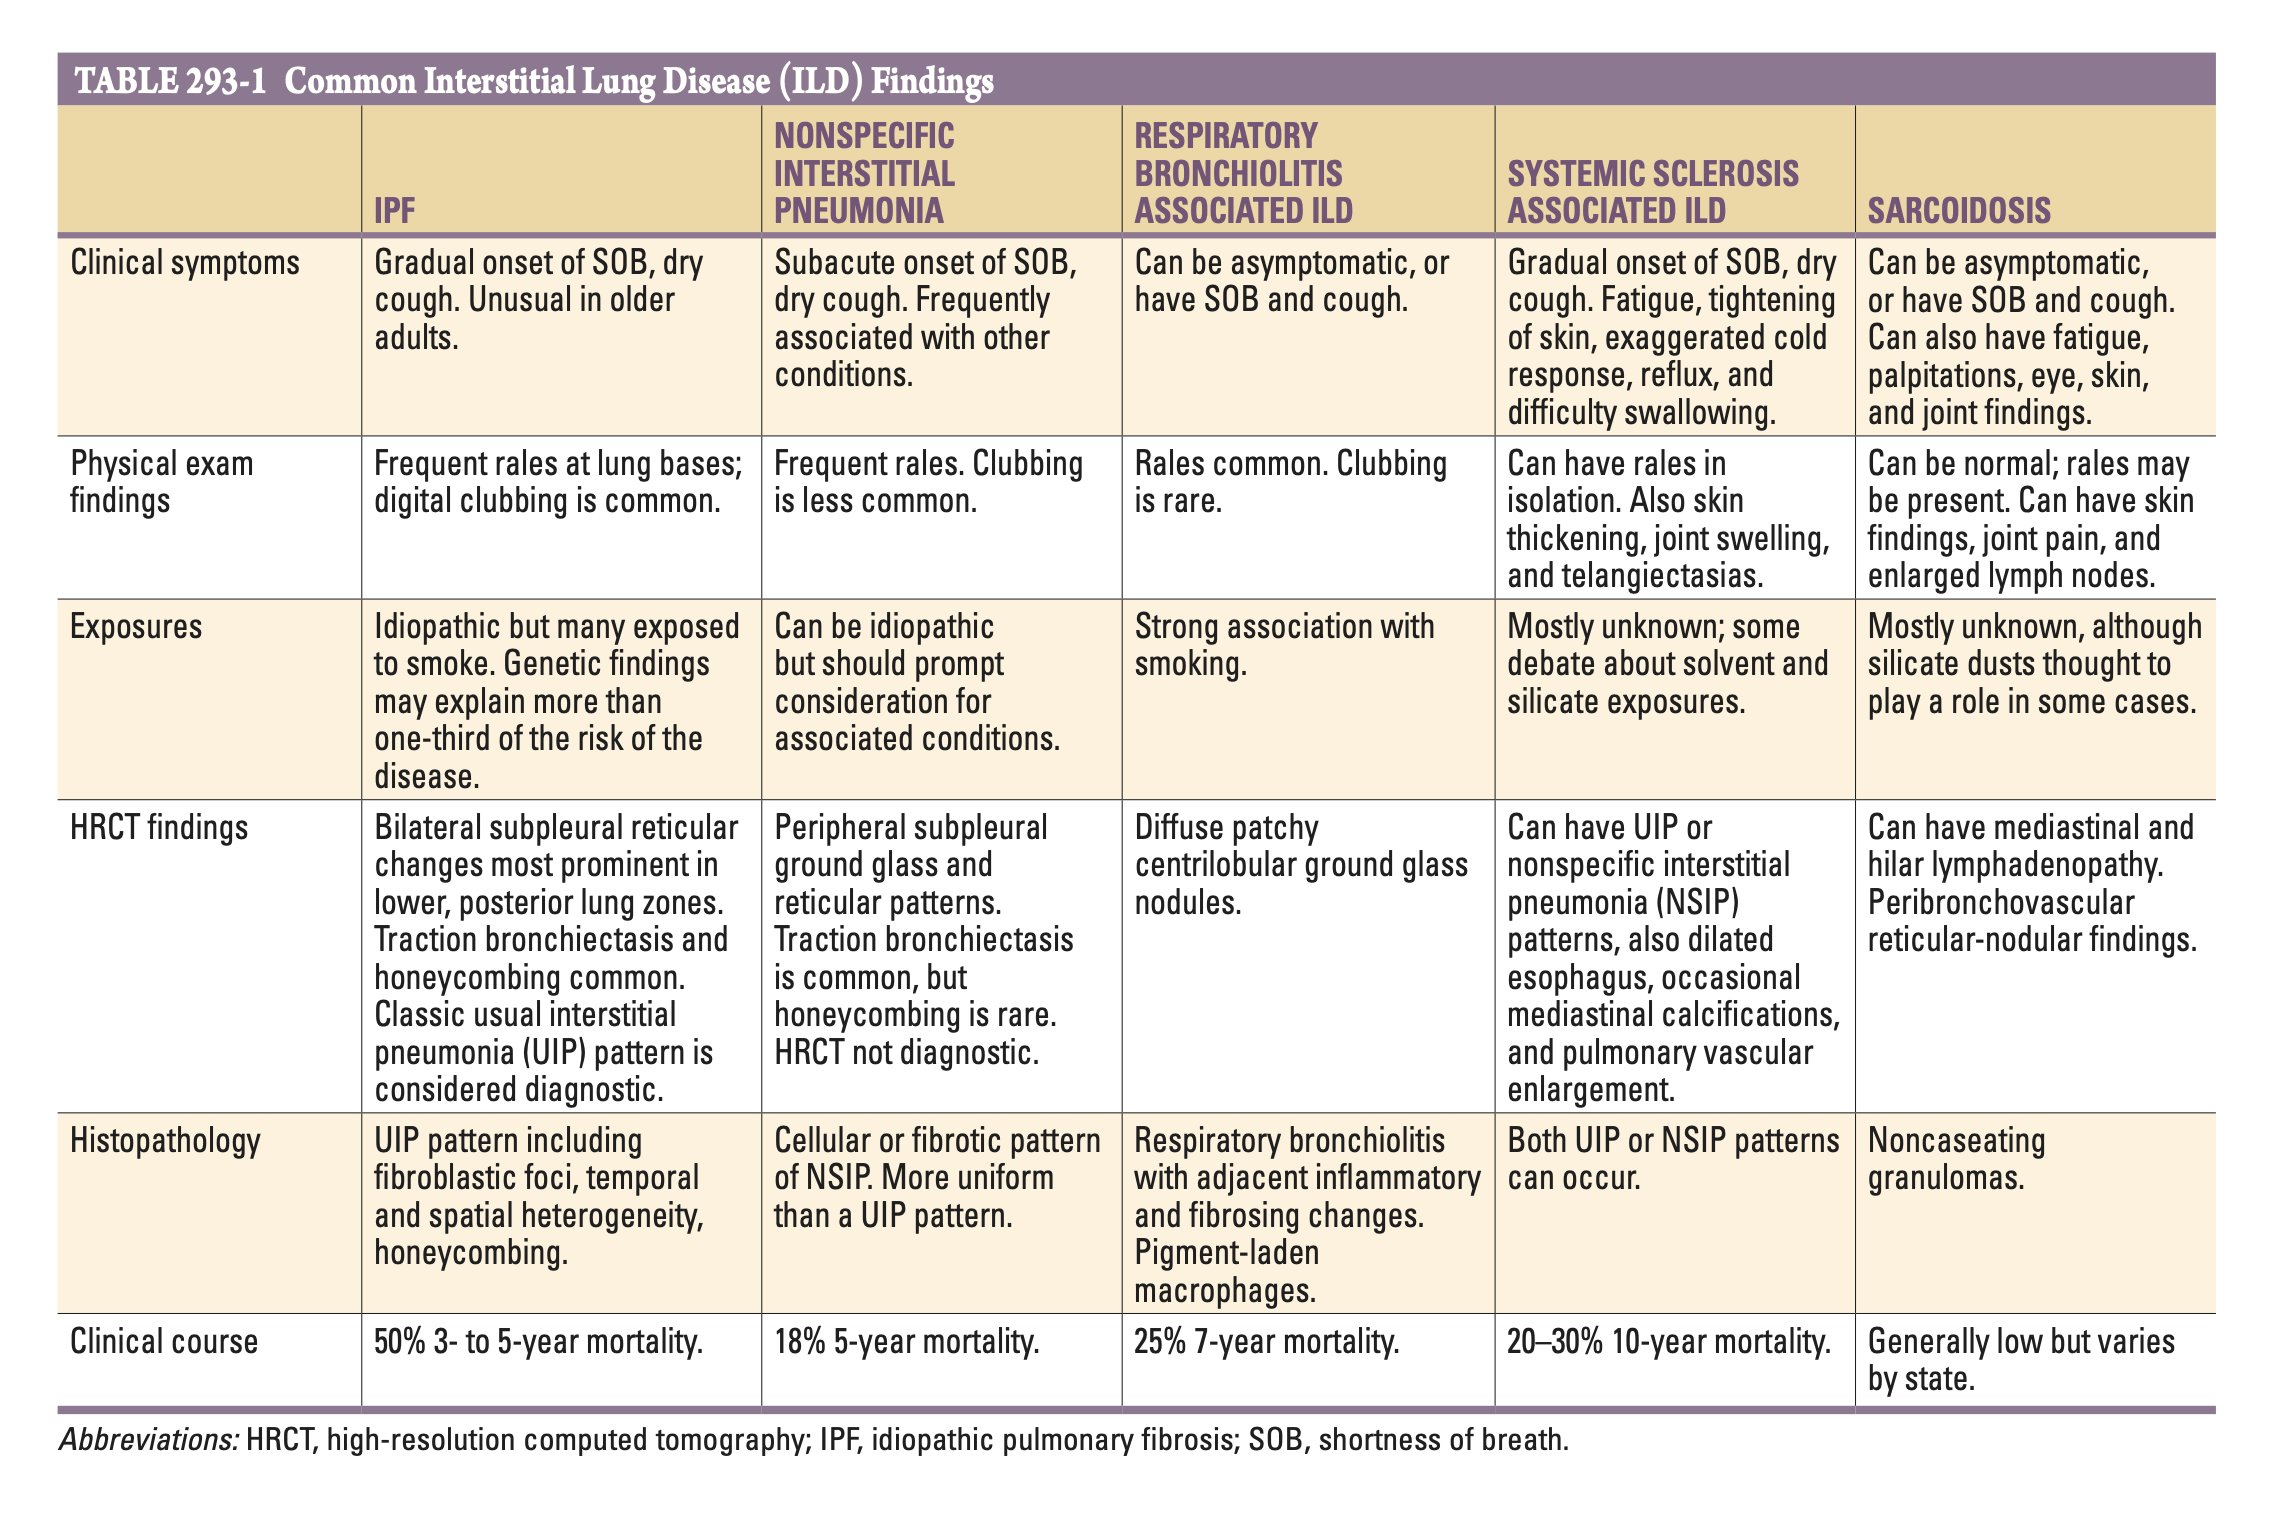 TABLE 293-1 Common Interstitial Lung Disease (ILD) Findings
IPF
NONSPECIFIC
INTERSTITIAL
PNEUMONIA
RESPIRATORY
BRONCHIOLITIS
ASSOCIATED ILD
SYSTEMIC SCLEROSIS
ASSOCIATED ILD
SARCOIDOSIS
Clinical symptoms
Gradual onset of SOB, dry
cough. Unusual in older
adults.
Subacute onset of SOB,
dry cough. Frequently
associated with other
conditions.
Can be asymptomatic, or
have SOB and cough.
Gradual onset of SOB, dry
cough. Fatigue, tightening
of skin, exaggerated cold
response, reflux, and
difficulty swallowing.
Can be asymptomatic,
or have SOB and cough.
Can also have fatigue,
palpitations, eye, skin,
and joint findings.
Physical exam
findings
Frequent rales at lung bases;
digital clubbing is common.
Frequent rales. Clubbing
is less common.
Rales common. Clubbing
is rare.
Can have rales in
isolation. Also skin
thickening, joint swelling,
and telangiectasias.
Can be normal; rales may
be present. Can have skin
findings, joint pain, and
enlarged lymph nodes.
Exposures
Idiopathic but many exposed
to smoke. Genetic findings
may explain more than
one-third of the risk of the
disease.
Can be idiopathic
but should prompt
consideration for
associated conditions.
Strong association with
smoking.
Mostly unknown; some
debate about solvent and
silicate exposures.
Mostly unknown, although
silicate dusts thought to
play a role in some cases.
HRCT findings
Bilateral subpleural reticular
changes most prominent in
lower, posterior lung zones.
Traction bronchiectasis and
honeycombing common.
Classic usual interstitial
pneumonia (UIP) pattern is
considered diagnostic.
Peripheral subpleural
ground glass and
reticular patterns.
Traction bronchiectasis
is common, but
honeycombing is rare.
HRCT not diagnostic.
Diffuse patchy
centrilobular ground glass
nodules.
Can have UIP or
nonspecific interstitial
pneumonia (NSIP)
patterns, also dilated
esophagus, occasional
mediastinal calcifications,
and pulmonary vascular
enlargement.
Can have mediastinal and
hilar lymphadenopathy.
Peribronchovascular
reticular-nodular findings.
Histopathology
UIP pattern including
fibroblastic foci, temporal
and spatial heterogeneity,
honeycombing.
Cellular or fibrotic pattern
of NSIP. More uniform
than a UIP pattern.
Respiratory bronchiolitis
with adjacent inflammatory
and fibrosing changes.
Pigment-laden
macrophages.
Both UIP or NSIP patterns
can occur.
Noncaseating
granulomas.
Clinical course
50% 3- to 5-year mortality.
18% 5-year mortality.
25% 7-year mortality.
20–30% 10-year mortality.
Generally low but varies
by state.
Abbreviations: HRCT, high-resolution computed tomography; IPF, idiopathic pulmonary fibrosis; SOB, shortness of breath.